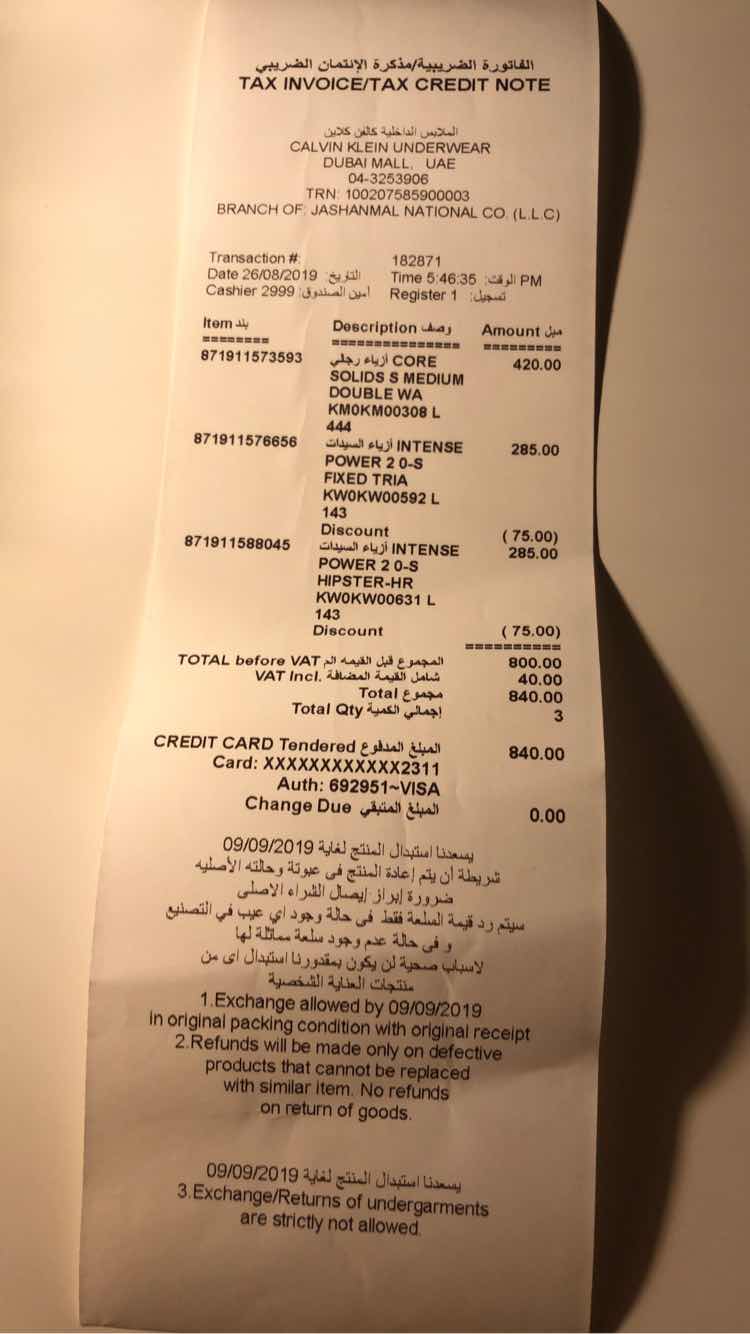 الفاتورة الضريبية/مذكرة الإئتمان الضريبي
TAX INVOICE/TAX CREDIT NOTE
الملابس الداخلية كالفن كلاين
CALVIN KLEIN UNDERWEAR
DUBAI MALL, UAE
04-3253906
TRN: 100207585900003
BRANCH OF: JASHANMAL NATIONAL CO. (L.L.C)
Transaction #: 182871
Date 26/08/2019 :التاريخ Time 5:46:35 :الوقت PM
Cashier 2999 :أمين الصندوق Register 1 :تسجيل
Item بند Description وصف Amount مبل
======== ============== =========
871911573593 أزياء رجلي CORE 420.00
SOLIDS S MEDIUM
DOUBLE WA
KM0KM00308 L
444
871911576656 أزياء السيدات INTENSE 285.00
POWER 2 0-S
FIXED TRIA
KW0KW00592 L
143
Discount ( 75.00)
871911588045 أزياء السيدات INTENSE 285.00
POWER 2 0-S
HIPSTER-HR
KW0KW00631 L
143
Discount ( 75.00)
==========
TOTAL before VAT المجموع قبل القيمه الم 800.00
VAT Incl. شامل القيمة المضافة 40.00
Total مجموع 840.00
Total Qty إجمالي الكمية 3
CREDIT CARD Tendered المبلغ المدفوع 840.00
Card: XXXXXXXXXXXX2311
Auth: 692951~VISA
Change Due المبلغ المتبقي 0.00
يسعدنا استبدال المنتج لغاية 09/09/2019
شريطة أن يتم إعادة المنتج فى عبوتة وحالته الأصليه
ضرورة إبراز إيصال الشراء الاصلى
سيتم رد قيمة السلعة فقط فى حالة وجود اي عيب في التصنيع
و فى حالة عدم وجود سلعة مماثلة لها
لاسباب صحية لن يكون بمقدورنا استبدال اى من
منتجات العناية الشخصية
1.Exchange allowed by 09/09/2019
in original packing condition with original receipt
2.Refunds will be made only on defective
products that cannot be replaced
with similar item. No refunds
on return of goods.
يسعدنا استبدال المنتج لغاية 09/09/2019
3.Exchange/Returns of undergarments
are strictly not allowed.